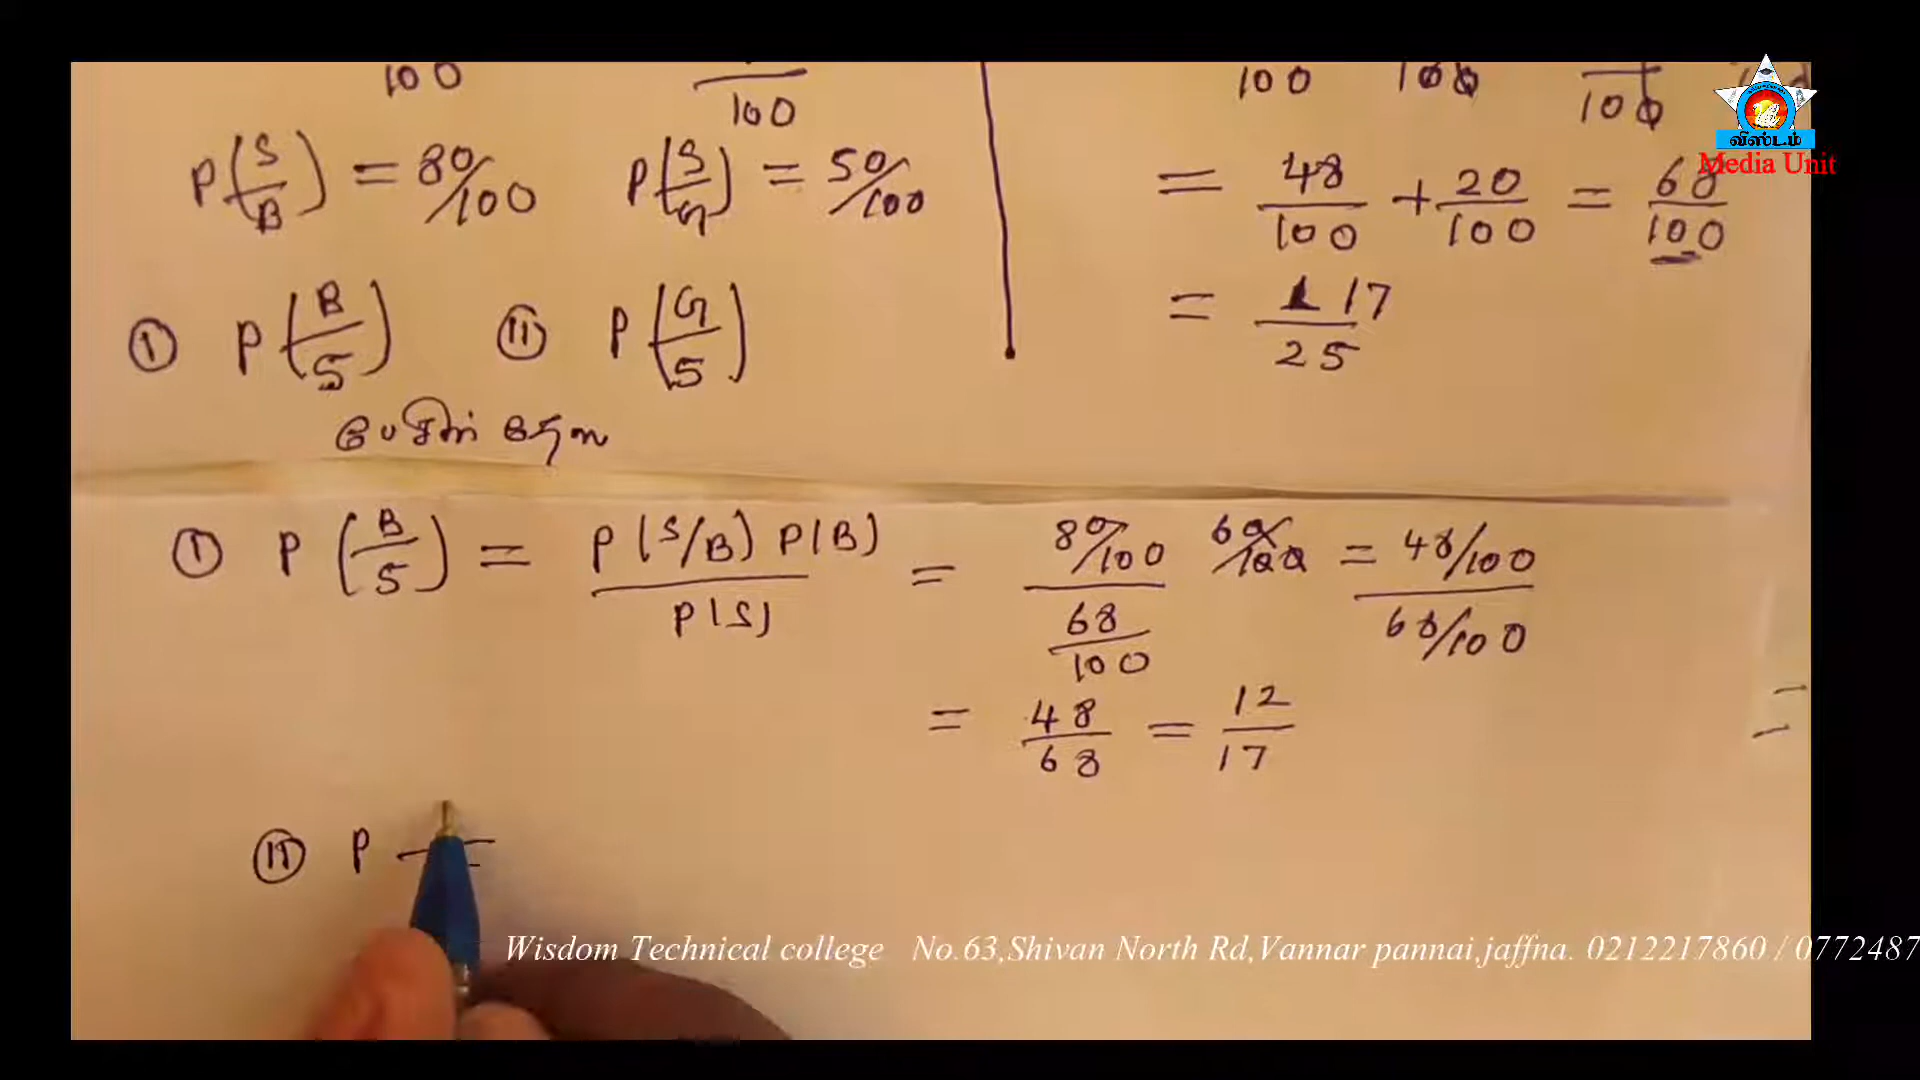 100
100
P(S/B) = 80/100 P(S/G) = 50/100
(I) P(B/S) (II) P(G/S)
பேசின் தேற
100 100 100
= 48/100 + 20/100 = 68/100
= 17/25
(I) P(B/S) = P(S/B) P(B) / P(S) = 80/100 60/100 / 68/100 = 48/100 / 68/100
= 48/68 = 12/17
(II) P
விஸ்டம்
Media Unit
Wisdom Technical college No.63,Shivan North Rd,Vannar pannai,jaffna. 0212217860 / 0772487